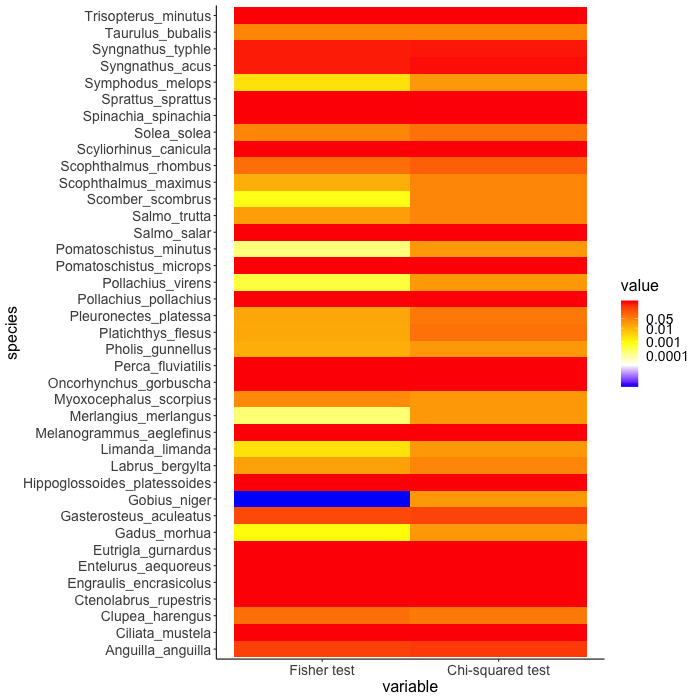 Trisopterus_minutus
Taurulus_bubalis
Syngnathus_typhle
Syngnathus_acus
Symphodus_melops
Sprattus_sprattus
Spinachia_spinachia
Solea_solea
Scyliorhinus_canicula
Scophthalmus_rhombus
Scophthalmus_maximus
Scomber_scombrus
Salmo_trutta
Salmo_salar
Pomatoschistus_minutus
Pomatoschistus_microps
Pollachius_virens
Pollachius_pollachius
Pleuronectes_platessa
Platichthys_flesus
Pholis_gunnellus
Perca_fluviatilis
Oncorhynchus_gorbuscha
Myoxocephalus_scorpius
Merlangius_merlangus
Melanogrammus_aeglefinus
Limanda_limanda
Labrus_bergylta
Hippoglossoides_platessoides
Gobius_niger
Gasterosteus_aculeatus
Gadus_morhua
Eutrigla_gurnardus
Entelurus_aequoreus
Engraulis_encrasicolus
Ctenolabrus_rupestris
Clupea_harengus
Ciliata_mustela
Anguilla_anguilla
species
Fisher test
Chi-squared test
variable
value
0.05
0.01
0.001
0.0001